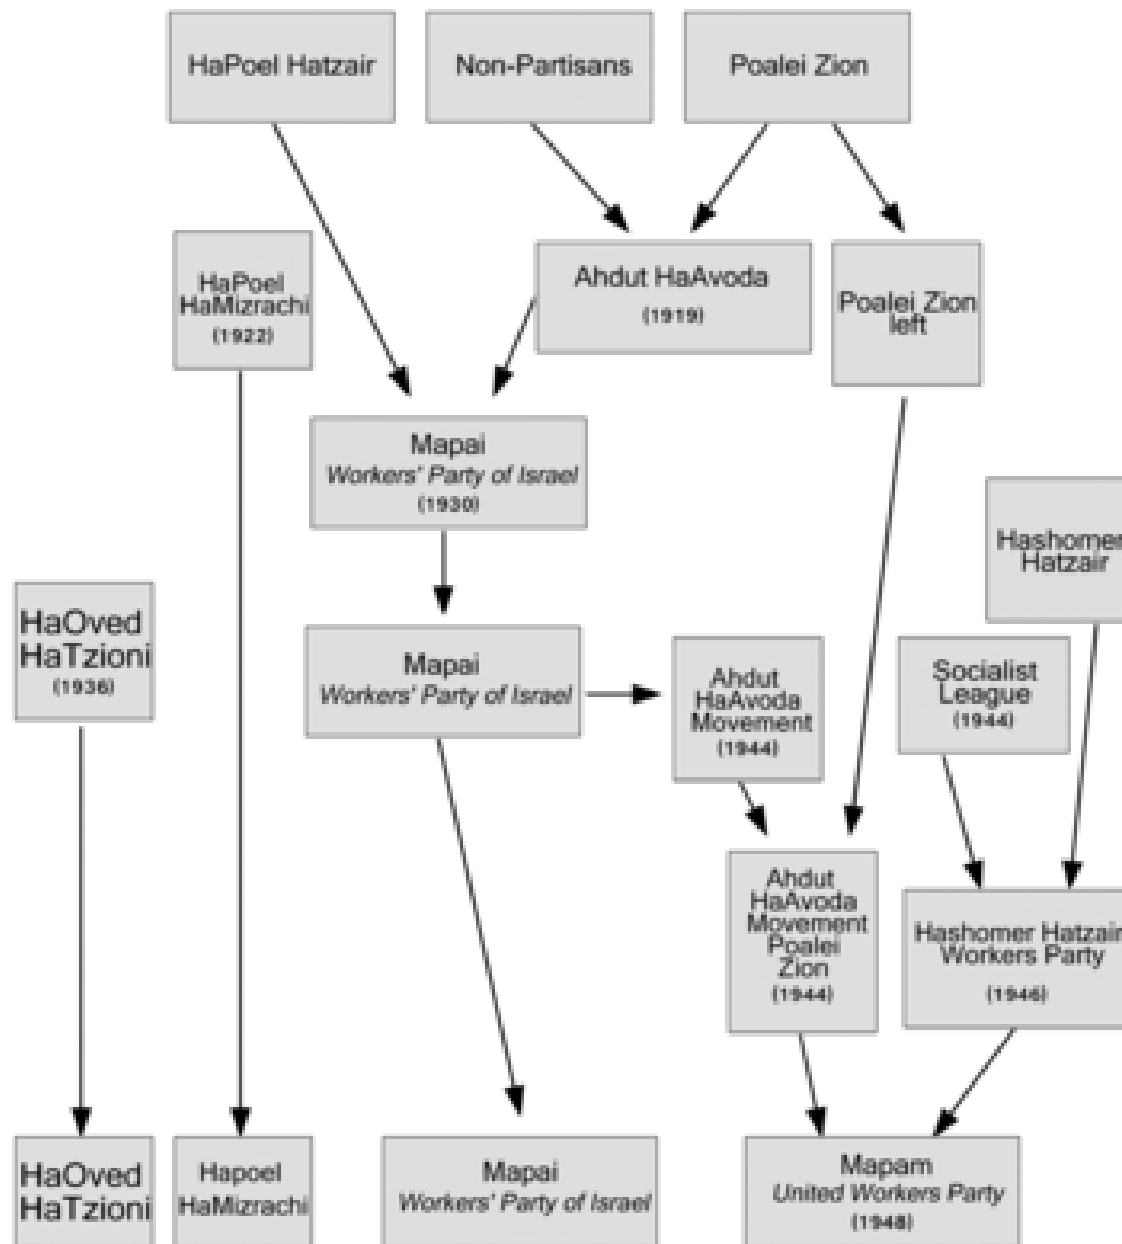 HaPoel Hatzair
Non-Partisans
Poalei Zion
HaPoel
HaMizrachi
(1922)
Ahdut HaAvoda
(1919)
Poalei Zion
left
Mapai
Workers' Party of Israel
(1930)
Hashomer
Hatzair
HaOved
HaTzioni
(1936)
Mapai
Workers' Party of Israel
Ahdut
HaAvoda
Movement
(1944)
Socialist
League
(1944)
Ahdut
HaAvoda
Movement
Poalei
Zion
(1944)
Hashomer Hatzair
Workers Party
(1946)
HaOved
HaTzioni
Hapoel
HaMizrachi
Mapai
Workers' Party of Israel
Mapam
United Workers Party
(1948)